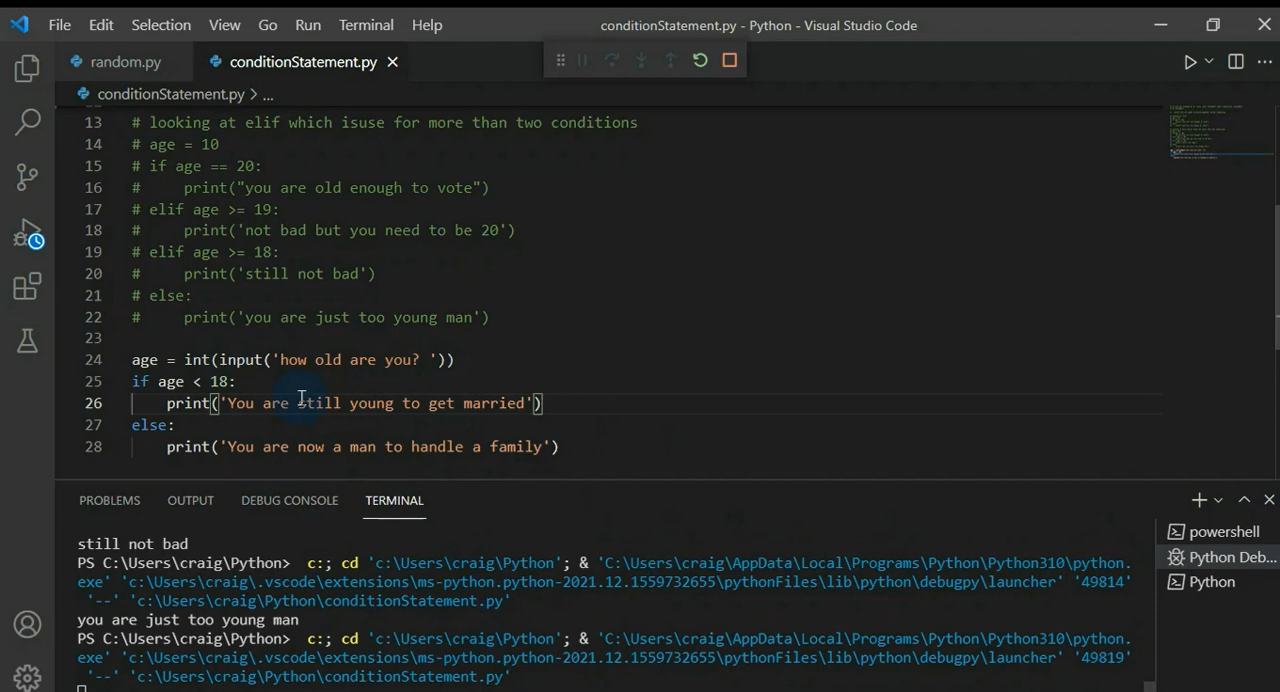 File Edit Selection View Go Run Terminal Help conditionStatement.py - Python - Visual Studio Code
random.py conditionStatement.py
conditionStatement.py > ...
13 # looking at elif which isuse for more than two conditions
14 # age = 10
15 # if age == 20:
16 # print("you are old enough to vote")
17 # elif age >= 19:
18 # print('not bad but you need to be 20')
19 # elif age >= 18:
20 # print('still not bad')
21 # else:
22 # print('you are just too young man')
23
24 age = int(input('how old are you? '))
25 if age < 18:
26 print('You are still young to get married')
27 else:
28 print('You are now a man to handle a family')
PROBLEMS OUTPUT DEBUG CONSOLE TERMINAL
still not bad
PS C:\Users\craig\Python> c:; cd 'c:\Users\craig\Python'; & 'C:\Users\craig\AppData\Local\Programs\Python\Python310\python.
exe' 'c:\Users\craig\.vscode\extensions\ms-python.python-2021.12.1559732655\pythonFiles\lib\python\debugpy\launcher' '49814'
'--' 'c:\Users\craig\Python\conditionStatement.py'
you are just too young man
PS C:\Users\craig\Python> c:; cd 'c:\Users\craig\Python'; & 'C:\Users\craig\AppData\Local\Programs\Python\Python310\python.
exe' 'c:\Users\craig\.vscode\extensions\ms-python.python-2021.12.1559732655\pythonFiles\lib\python\debugpy\launcher' '49819'
'--' 'c:\Users\craig\Python\conditionStatement.py'
powershell
Python Deb...
Python